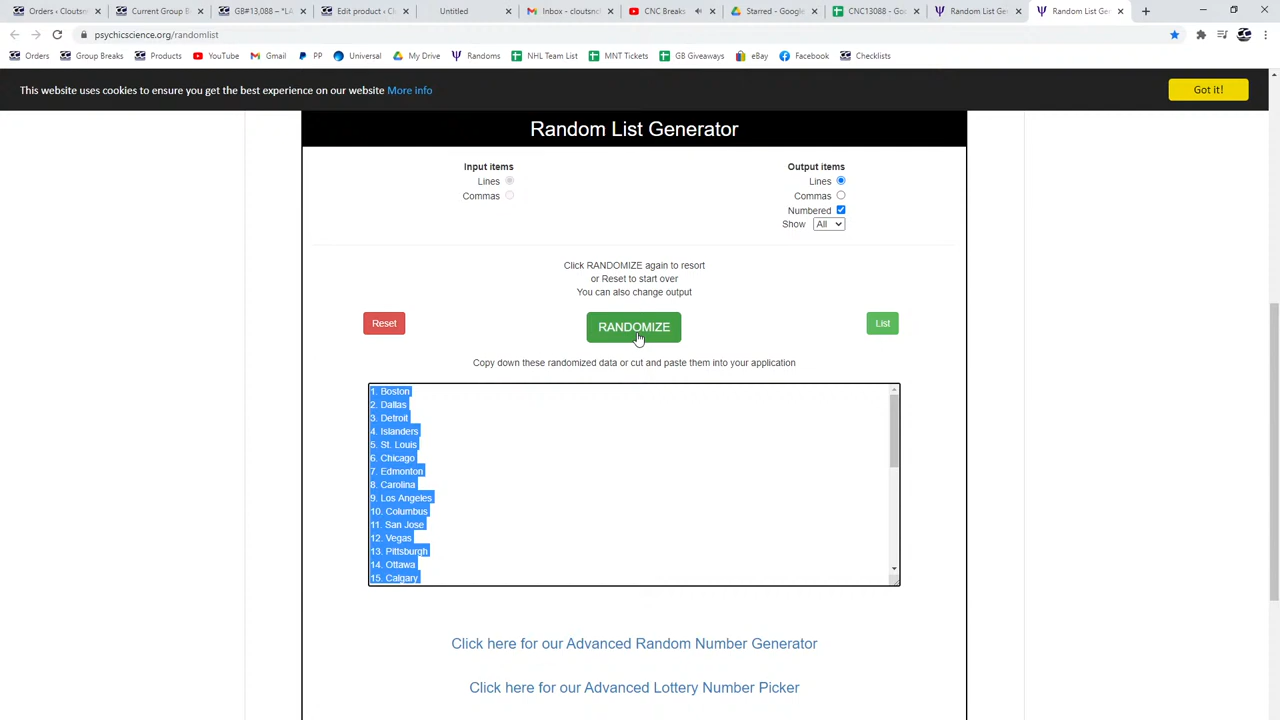 Orders ‹ Cloutsn
Current Group B
GB#13,088 – "LA
Edit product ‹ Cl
Untitled
Inbox - cloutsnch
CNC Breaks
Starred - Google
CNC13088 - Goo
Random List Gen
Random List Gen
psychicscience.org/randomlist
Orders
Group Breaks
Products
YouTube
Gmail
PP
Universal
My Drive
Randoms
NHL Team List
MNT Tickets
GB Giveaways
eBay
Facebook
Checklists
This website uses cookies to ensure you get the best experience on our website More info
Got it!
Random List Generator
Input items
Output items
Lines
Lines
Commas
Commas
Numbered
Show All
Click RANDOMIZE again to resort
or Reset to start over
You can also change output
Reset
RANDOMIZE
List
Copy down these randomized data or cut and paste them into your application
1. Boston
2. Dallas
3. Detroit
4. Islanders
5. St. Louis
6. Chicago
7. Edmonton
8. Carolina
9. Los Angeles
10. Columbus
11. San Jose
12. Vegas
13. Pittsburgh
14. Ottawa
15. Calgary
Click here for our Advanced Random Number Generator
Click here for our Advanced Lottery Number Picker